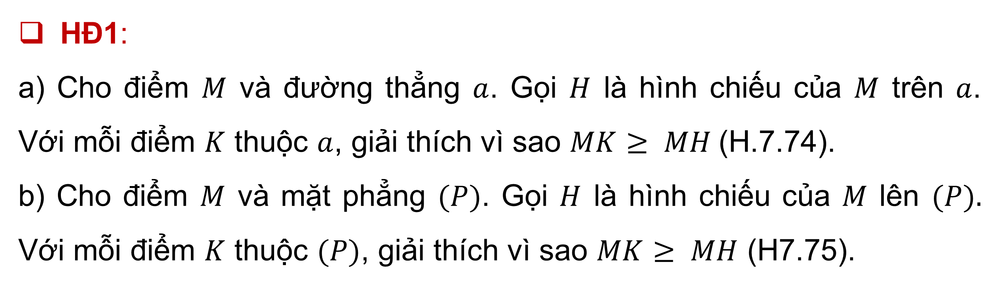 ❑ HĐ1:
a) Cho điểm M và đường thẳng a. Gọi H là hình chiếu của M trên a.
Với mỗi điểm K thuộc a, giải thích vì sao MK ≥ MH (H.7.74).
b) Cho điểm M và mặt phẳng (P). Gọi H là hình chiếu của M lên (P).
Với mỗi điểm K thuộc (P), giải thích vì sao MK ≥ MH (H7.75).